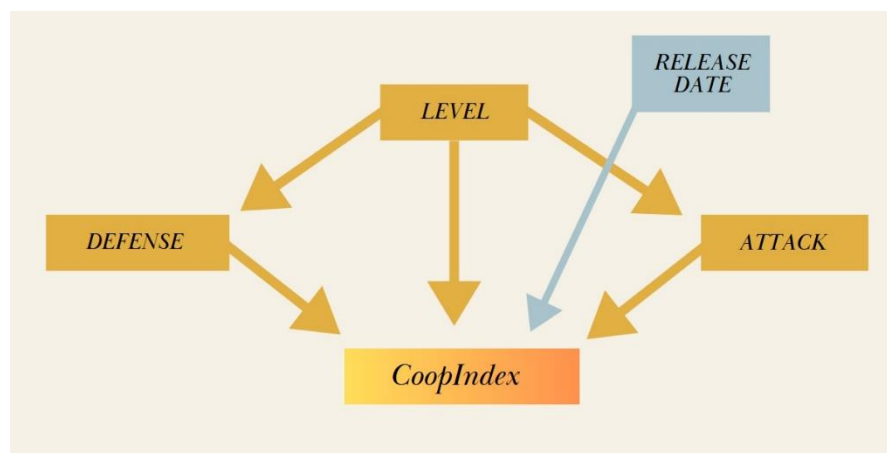 RELEASE
DATE
LEVEL
DEFENSE
ATTACK
CoopIndex